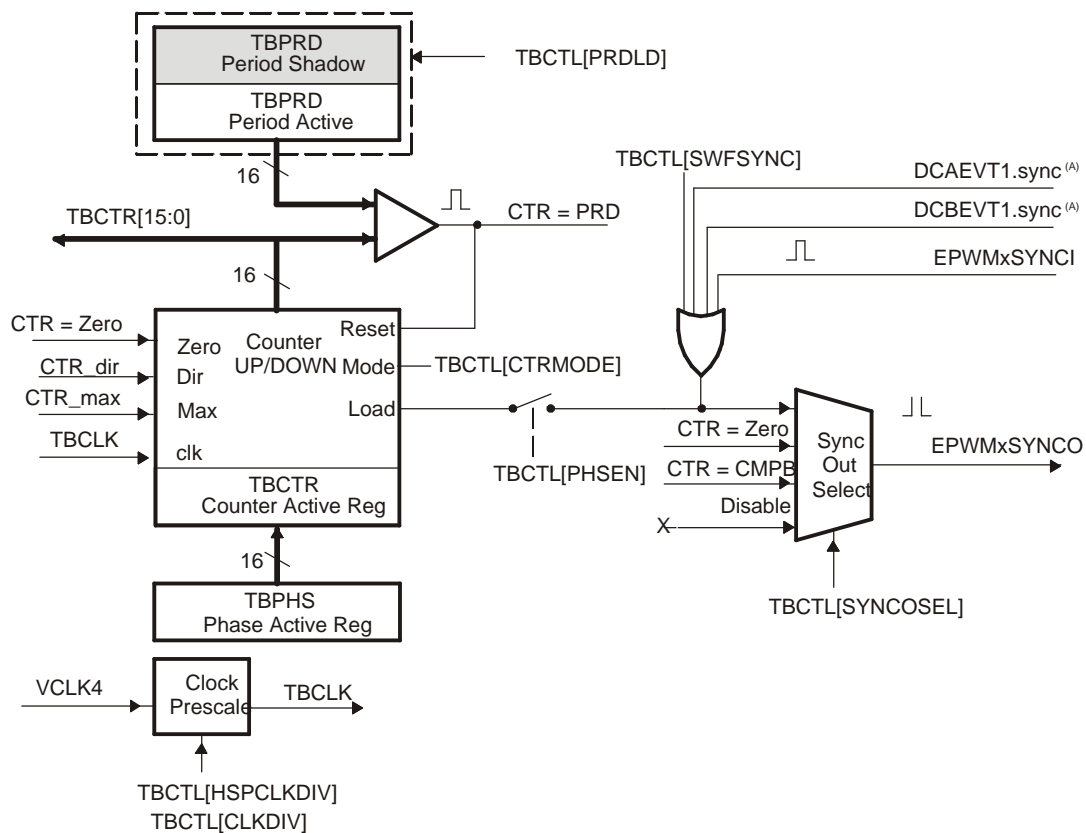 TBPRD
Period Shadow
TBPRD
Period Active
TBCTL[PRDLD]
16
TBCTR[15:0]
CTR = PRD
TBCTL[SWFSYNC]
DCAEVT1.sync (A)
DCBEVT1.sync (A)
EPWMxSYNCI
16
CTR = Zero
CTR_dir
CTR_max
TBCLK
Zero
Dir
Max
clk
Counter
UP/DOWN
Reset
Mode
Load
TBCTL[CTRMODE]
TBCTR
Counter Active Reg
TBCTL[PHSEN]
CTR = Zero
CTR = CMPB
Disable
X
Sync
Out
Select
EPWMxSYNCO
TBCTL[SYNCOSEL]
16
TBPHS
Phase Active Reg
VCLK4
Clock
Prescale
TBCLK
TBCTL[HSPCLKDIV]
TBCTL[CLKDIV]